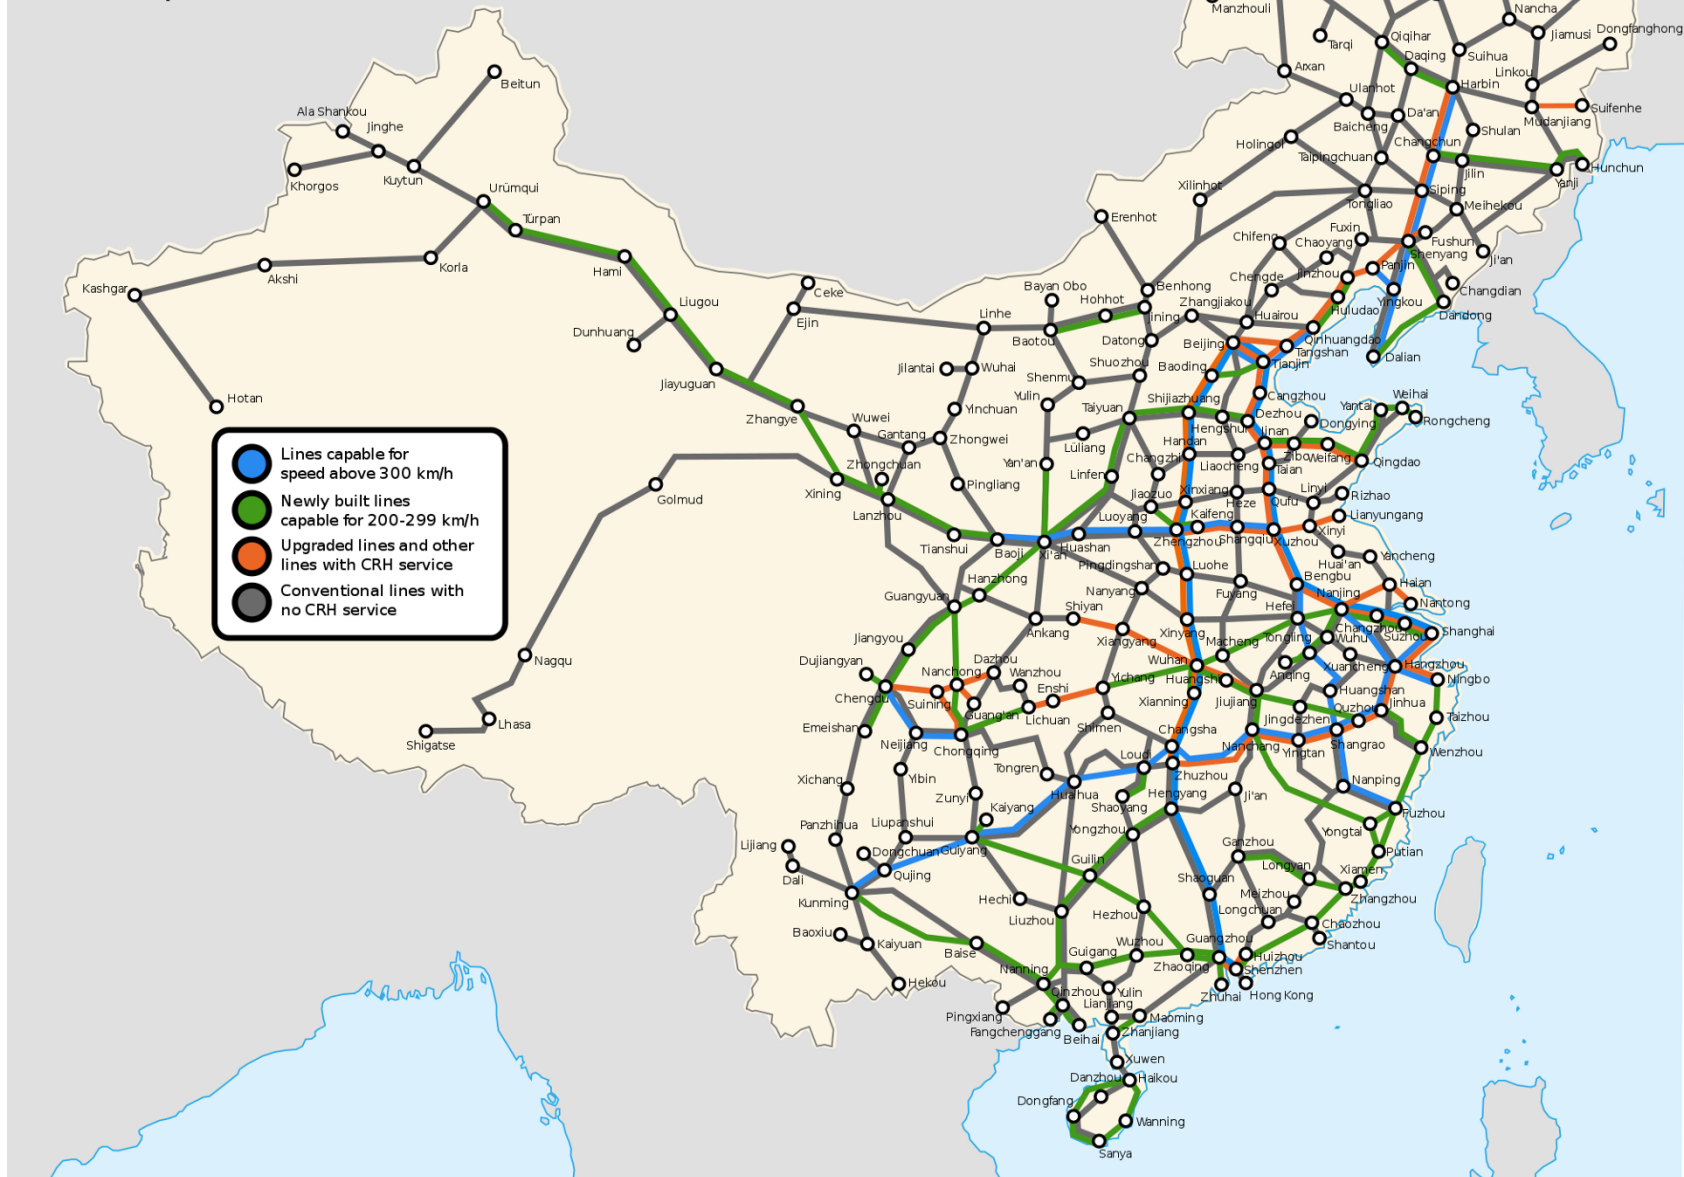 Manzhouli
Nancha
Jiamusi
Dongfanghong
Tarqi
Qiqihar
Daqing
Suihua
Arxan
Linkou
Harbin
Beitun
Ulanhot
Da'an
Suifenhe
Ala Shankou
Jinghe
Baicheng
Mudanjiang
Shulan
Holingol
Changchun
Taipingchuan
Khorgos
Kuytun
Jilin
Yanji
Hunchun
Urümqui
Xilinhot
Siping
Tongliao
Meihekou
Turpan
Erenhot
Fuxin
Chifeng
Chaoyang
Fushun
Shenyang
Ji'an
Hami
Korla
Akshi
Kashgar
Jinzhou
Panjin
Chengde
Changdian
Ceke
Bayan Obo
Hohhot
Benhong
Zhangjiakou
Liugou
Ejin
Linhe
Jining
Huairou
Huludao
Yingkou
Dandong
Dunhuang
Baotou
Datong
Beijing
Qinhuangdao
Tangshan
Tianjin
Dalian
Jiayuguan
Jilantai
Wuhai
Shuozhou
Baoding
Shenmu
Hotan
Yulin
Cangzhou
Yantai
Weihai
Rongcheng
Zhangye
Wuwei
Yinchuan
Taiyuan
Shijiazhuang
Hengshui
Dezhou
Dongying
Gantang
Zhongwei
Lüliang
Handan
Jinan
Zibo
Weifang
Qingdao
Lines capable for
speed above 300 km/h
Newly built lines
capable for 200-299 km/h
Upgraded lines and other
lines with CRH service
Conventional lines with
no CRH service
Zhongchuan
Yan'an
Linfen
Changzhi
Liaocheng
Taian
Golmud
Xining
Lanzhou
Pingliang
Jiaozuo
Xinxiang
Heze
Qufu
Linyi
Rizhao
Luoyang
Kaifeng
Lianyungang
Tianshui
Baoji
Xi'an
Huashan
Zhengzhou
Shangqiu
Xuzhou
Xinyi
Yancheng
Hanzhong
Pingdingshan
Luohe
Huai'an
Guangyuan
Nanyang
Fuyang
Bengbu
Haian
Shiyan
Hefei
Nanjing
Nantong
Ankang
Xiangyang
Xinyang
Macheng
Tongling
Changzhou
Suzhou
Shanghai
Jiangyou
Nagqu
Dujiangyan
Nanchong
Dazhou
Wanzhou
Enshi
Yichang
Wuhan
Huangshi
Anqing
Wuhu
Xuancheng
Hangzhou
Ningbo
Chengdu
Suining
Guang'an
Lichuan
Xianning
Jiujiang
Huangshan
Jinhua
Lhasa
Shigatse
Emeishan
Neijiang
Chongqing
Shimen
Changsha
Jingdezhen
Quzhou
Taizhou
Nanchang
Yingtan
Shangrao
Wenzhou
Xichang
Yibin
Tongren
Loudi
Zhuzhou
Nanping
Zunyi
Huaihua
Shaoyang
Hengyang
Ji'an
Kaiyang
Fuzhou
Panzhihua
Liupanshui
Yongzhou
Yongtai
Lijiang
Dongchuan
Guiyang
Guilin
Ganzhou
Longyan
Putian
Xiamen
Dali
Qujing
Shaoguan
Meizhou
Zhangzhou
Kunming
Hechi
Liuzhou
Hezhou
Longchuan
Chaozhou
Shantou
Baoxiu
Kaiyuan
Baise
Guigang
Wuzhou
Guangzhou
Zhaoqing
Huizhou
Shenzhen
Hekou
Nanning
Qinzhou
Yulin
Zhuhai
Hong Kong
Pingxiang
Lianjiang
Maoming
Fangchenggang
Beihai
Zhanjiang
Xuwen
Danzhou
Haikou
Dongfang
Wanning
Sanya